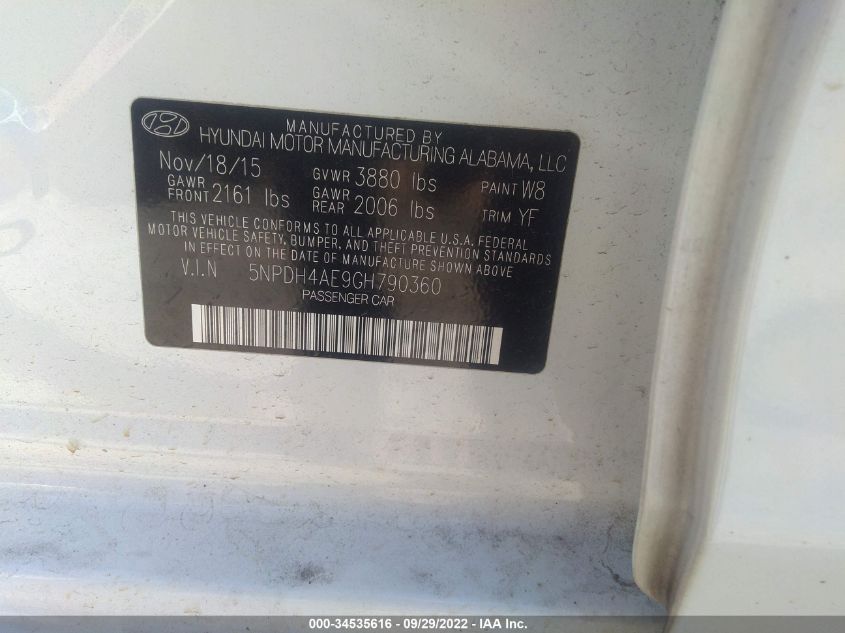 MANUFACTURED BY
HYUNDAI MOTOR MANUFACTURING ALABAMA, LLC
Nov/18/15 GVWR 3880 lbs PAINT W8
GAWR FRONT 2161 lbs GAWR REAR 2006 lbs TRIM YF
THIS VEHICLE CONFORMS TO ALL APPLICABLE U.S.A. FEDERAL
MOTOR VEHICLE SAFETY, BUMPER, AND THEFT PREVENTION STANDARDS
IN EFFECT ON THE DATE OF MANUFACTURE SHOWN ABOVE
V.I.N 5NPDH4AE9GH790360
PASSENGER CAR
000-34535616 - 09/29/2022 - IAA Inc.